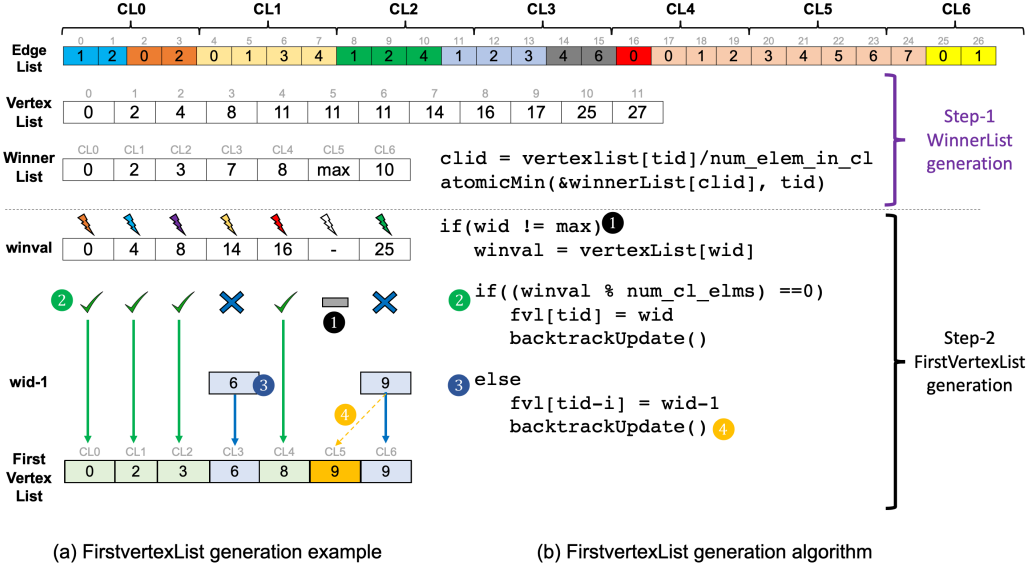 CL0 CL1 CL2 CL3 CL4 CL5 CL6
0 1 2 3 4 5 6 7 8 9 10 11 12 13 14 15 16 17 18 19 20 21 22 23 24 25 26
Edge List
1 2 0 2 0 1 3 4 1 2 4 1 2 3 4 6 0 0 1 2 3 4 5 6 7 0 1
0 1 2 3 4 5 6 7 8 9 10 11
Vertex List
0 2 4 8 11 11 11 14 16 17 25 27
CL0 CL1 CL2 CL3 CL4 CL5 CL6
Winner List
0 2 3 7 8 max 10
clid = vertexlist[tid]/num_elem_in_cl
atomicMin(&winnerList[clid], tid)
Step-1
WinnerList
generation
winval
0 4 8 14 16 - 25
if(wid != max) 1
winval = vertexList[wid]
2
1
2 if((winval % num_cl_elms) ==0)
fvl[tid] = wid
backtrackUpdate()
Step-2
FirstVertexList
generation
wid-1
6 3 9
4
3 else
fvl[tid-i] = wid-1
backtrackUpdate() 4
CL0 CL1 CL2 CL3 CL4 CL5 CL6
First
Vertex
List
0 2 3 6 8 9 9
(a) FirstvertexList generation example
(b) FirstvertexList generation algorithm